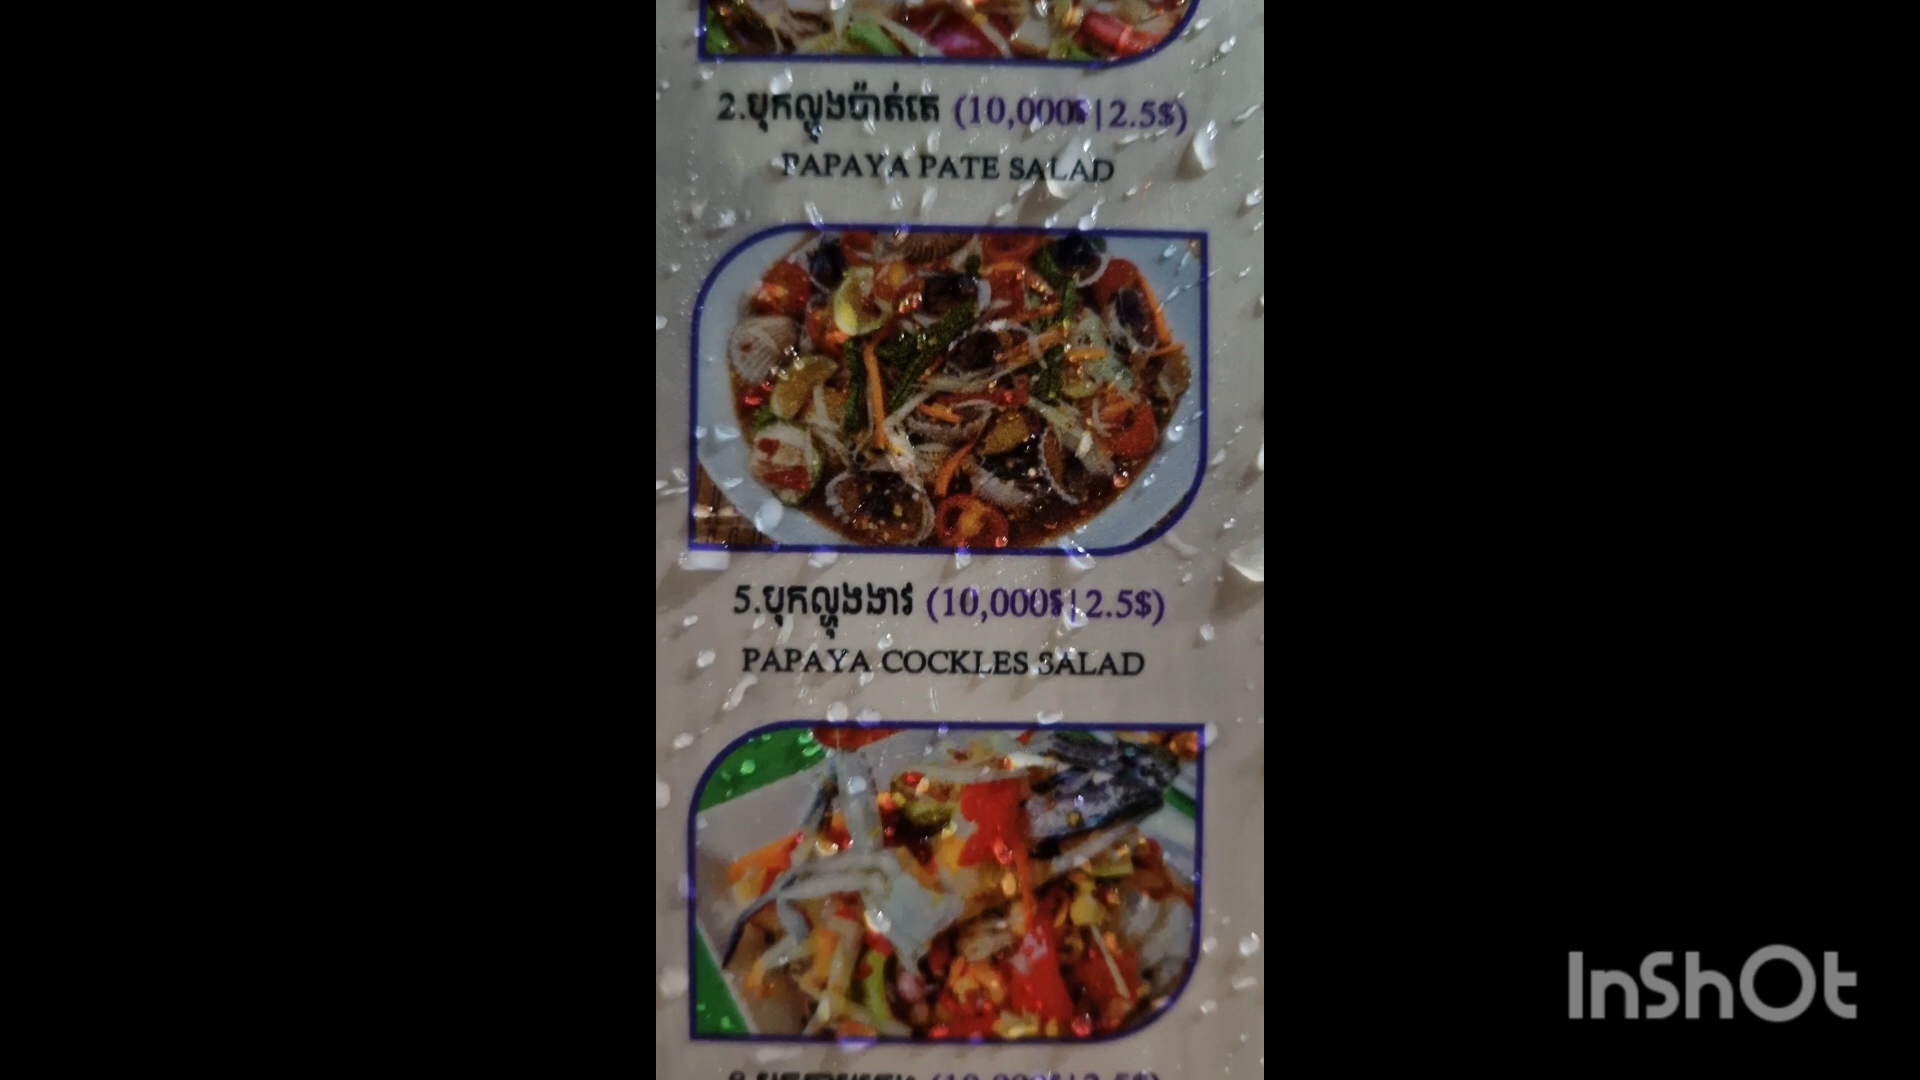 2.បុកល្ហុងប៉ាត់តេ (10,000៛|2.5$)
PAPAYA PATE SALAD
5.បុកល្ហុងងាវ (10,000៛|2.5$)
PAPAYA COCKLES SALAD
InShOt